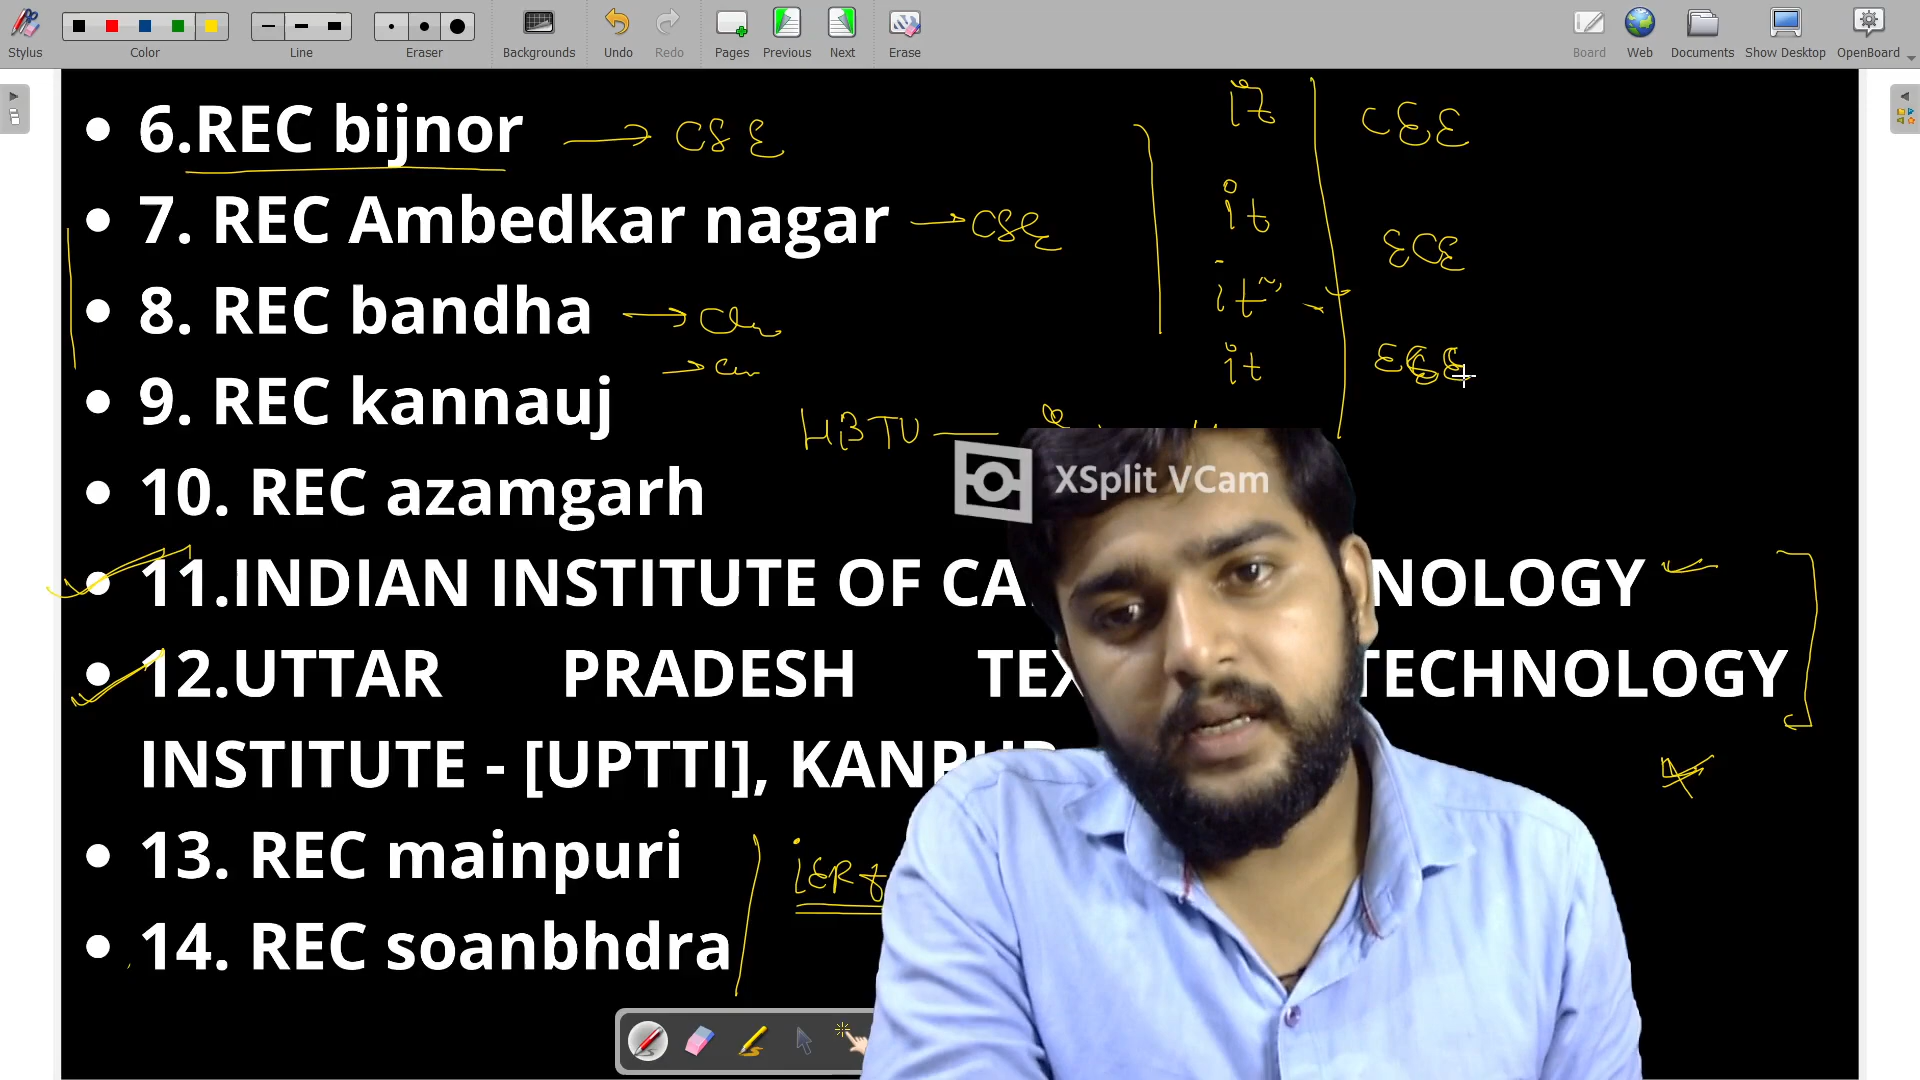 Stylus Color Line Eraser Backgrounds Undo Redo Pages Previous Next Erase Board Web Documents Show Desktop OpenBoard
• 6.REC bijnor → CSE
it CSE
• 7. REC Ambedkar nagar → CSE
it ECE
• 8. REC bandha →
it
• 9. REC kannauj
it
HBTU —
XSplit VCam
• 10. REC azamgarh
• 11.INDIAN INSTITUTE OF CA NOLOGY
• 12.UTTAR PRADESH TEX TECHNOLOGY
INSTITUTE - [UPTTI], KANPUR
• 13. REC mainpuri
IERT
• 14. REC soanbhdra